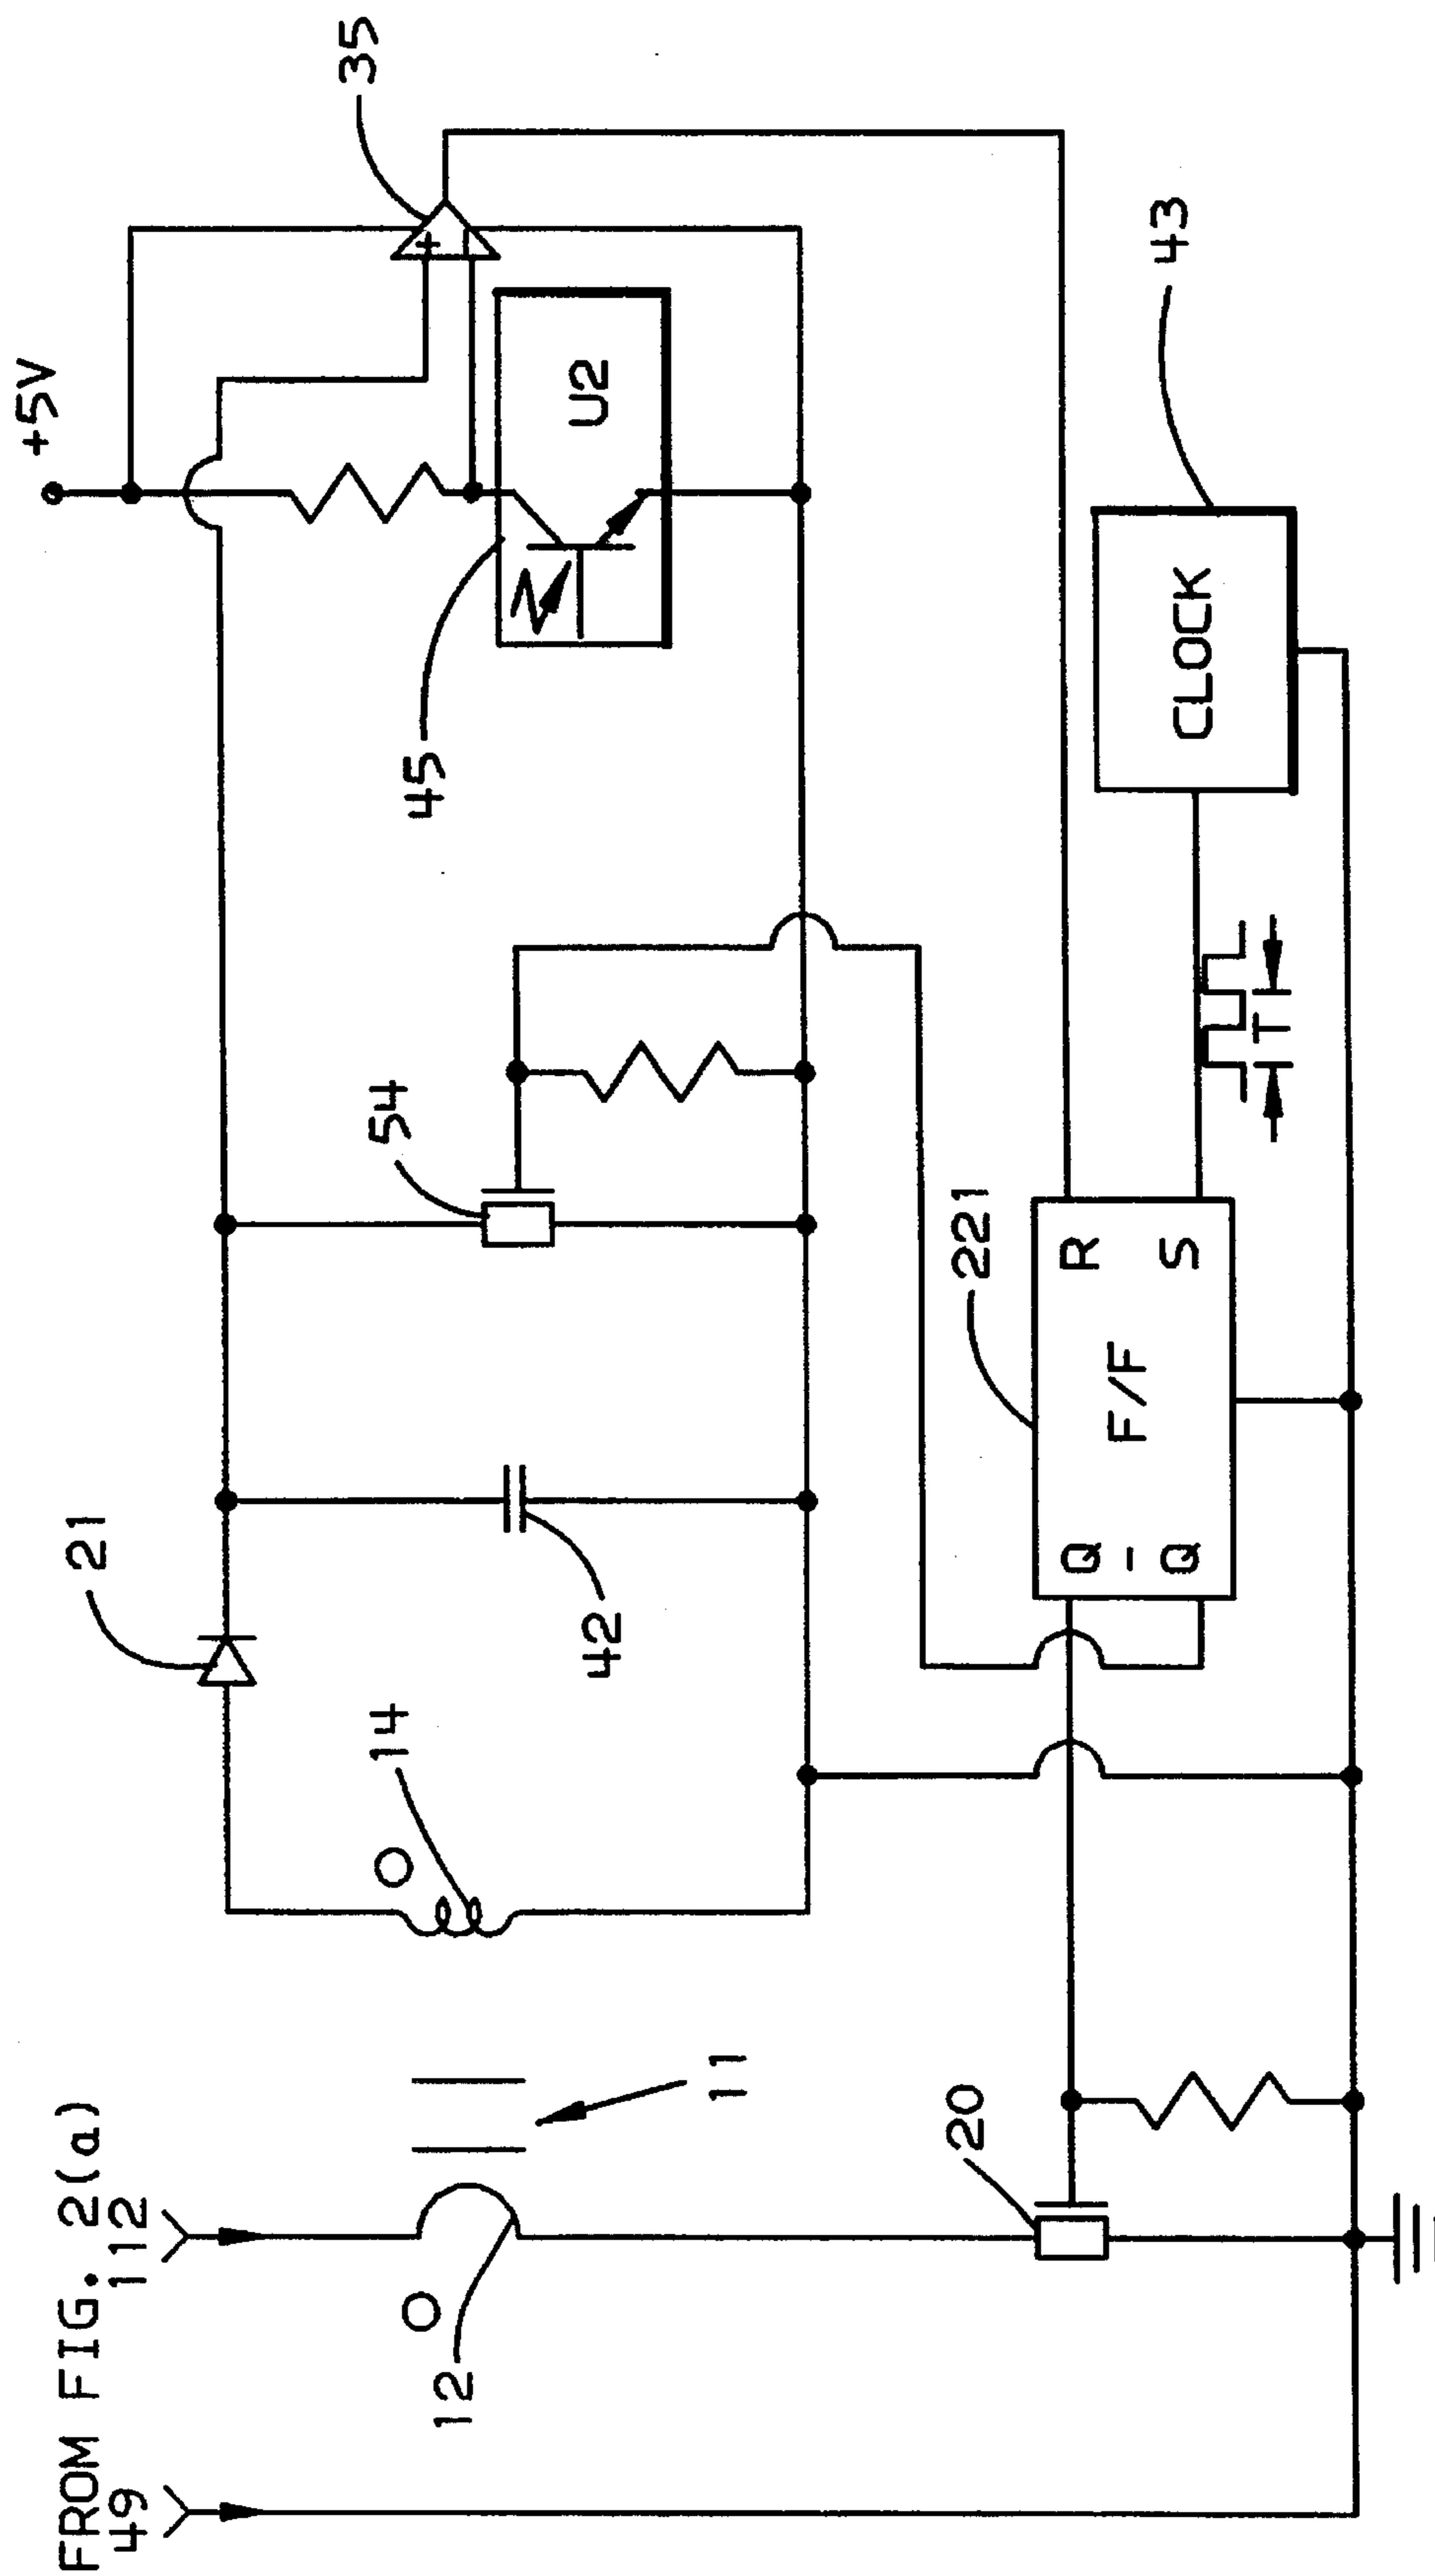 FROM FIG. 2(a)
49
112
12
11
20
14
21
42
54
+5V
35
45
U2
221
Q
R
F/F
Q
S
T
CLOCK
43